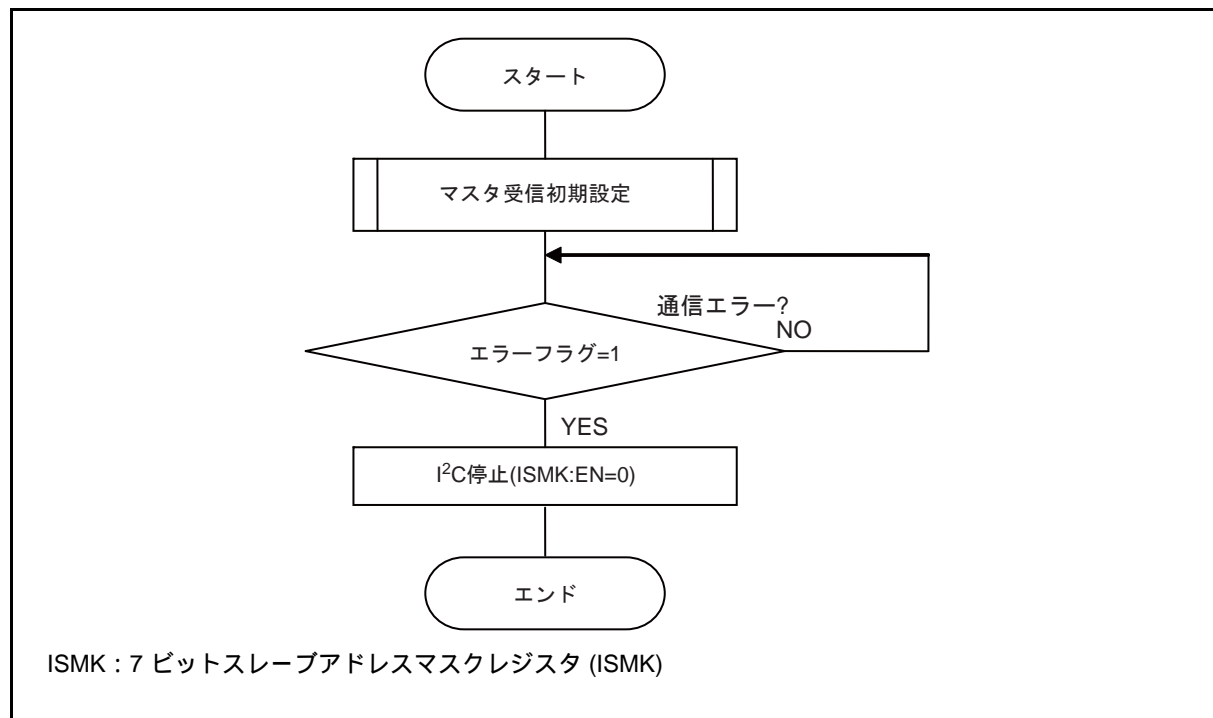 スタート
マスタ受信初期設定
通信エラー?
NO
エラーフラグ=1
YES
I²C停止(ISMK:EN=0)
エンド
ISMK : 7 ビットスレーブアドレスマスクレジスタ (ISMK)